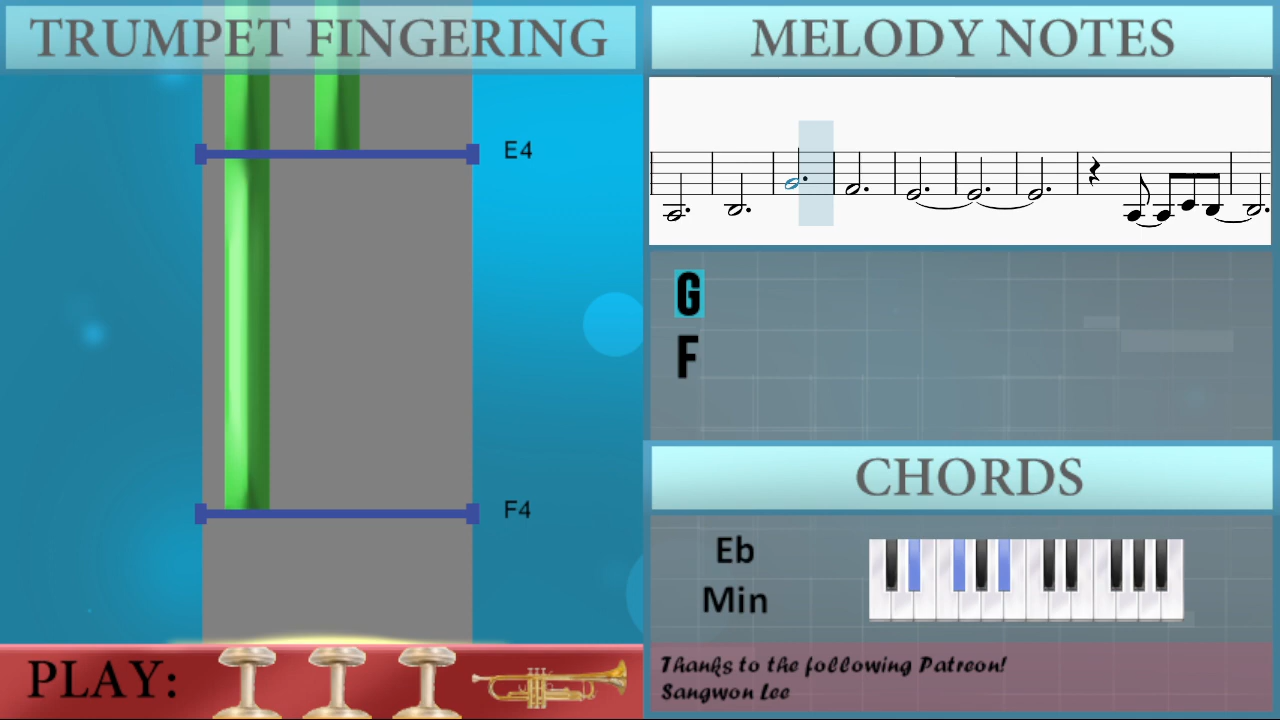 TRUMPET FINGERING
E4
F4
PLAY:
MELODY NOTES
G
F
CHORDS
Eb
Min
Thanks to the following Patreon!
Sangwon Lee